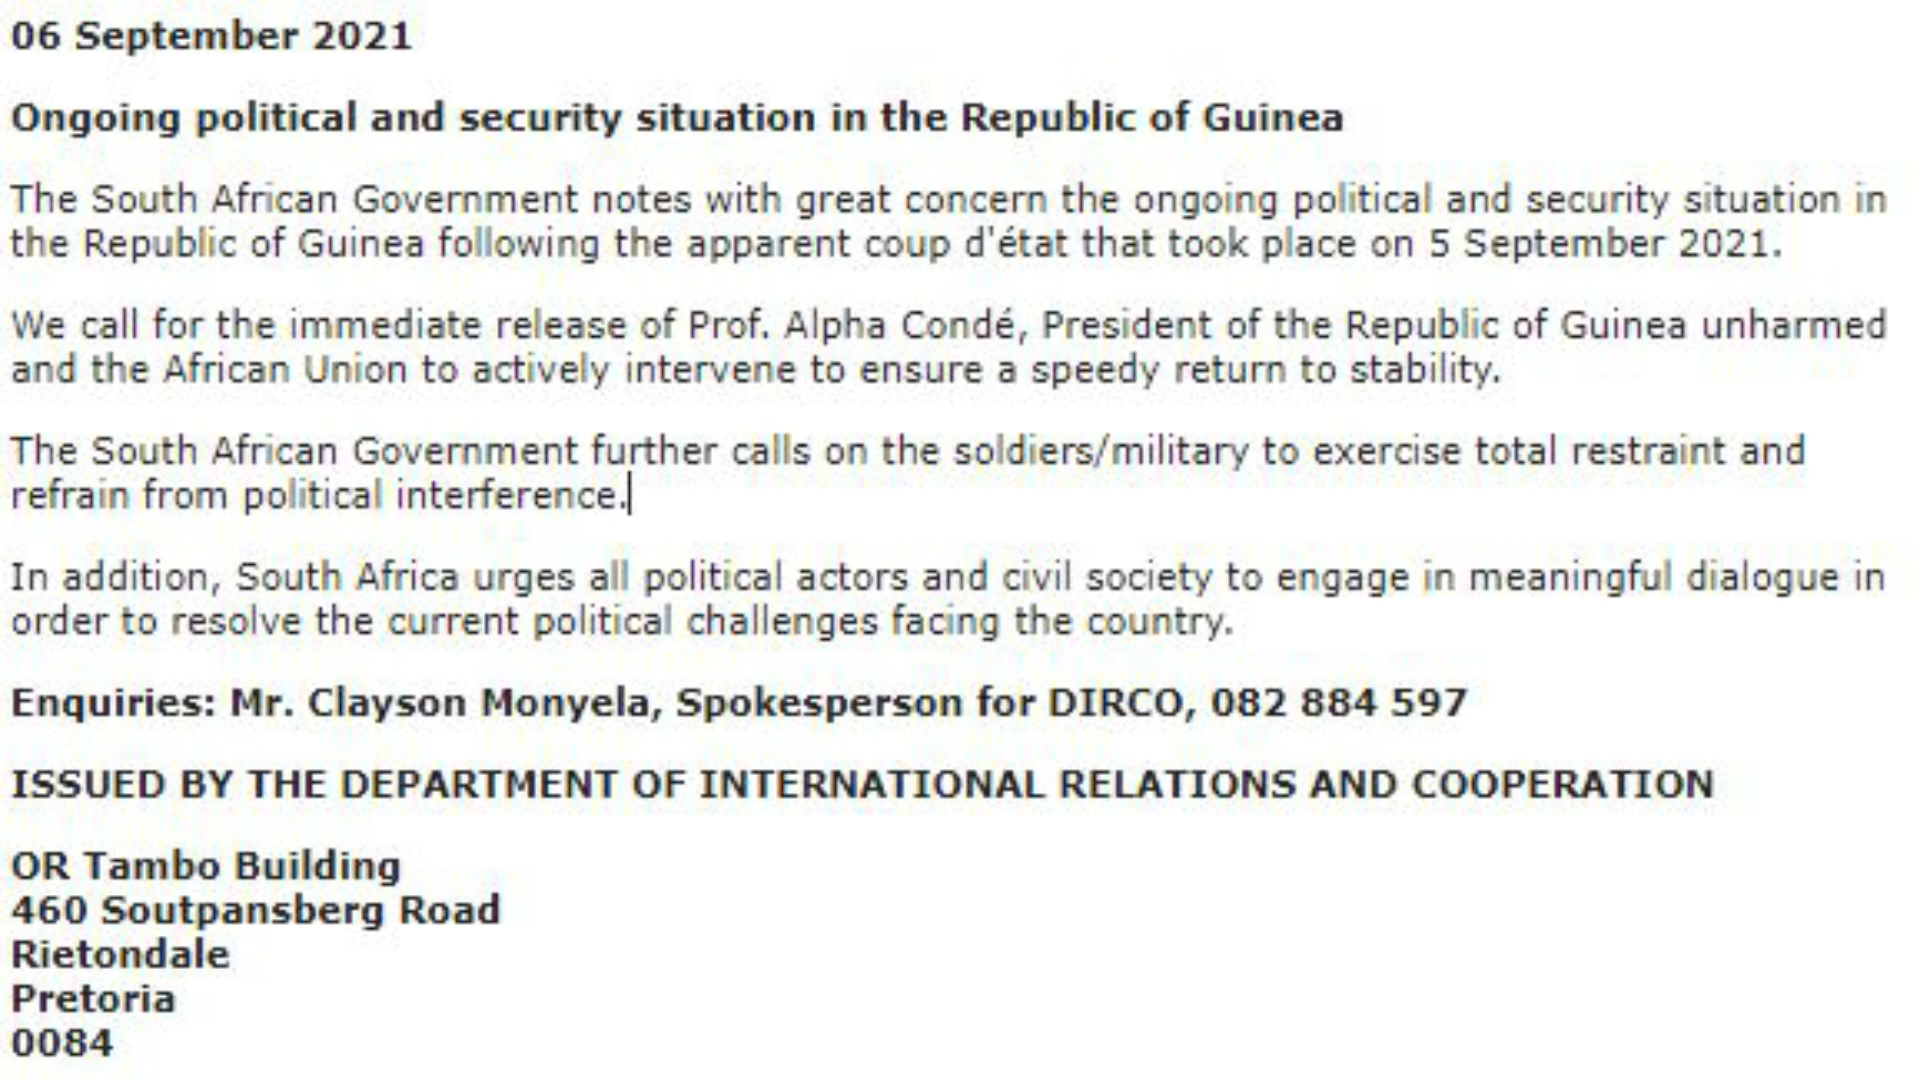 06 September 2021
Ongoing political and security situation in the Republic of Guinea
The South African Government notes with great concern the ongoing political and security situation in
the Republic of Guinea following the apparent coup d'état that took place on 5 September 2021.
We call for the immediate release of Prof. Alpha Condé, President of the Republic of Guinea unharmed
and the African Union to actively intervene to ensure a speedy return to stability.
The South African Government further calls on the soldiers/military to exercise total restraint and
refrain from political interference.
In addition, South Africa urges all political actors and civil society to engage in meaningful dialogue in
order to resolve the current political challenges facing the country.
Enquiries: Mr. Clayson Monyela, Spokesperson for DIRCO, 082 884 597
ISSUED BY THE DEPARTMENT OF INTERNATIONAL RELATIONS AND COOPERATION
OR Tambo Building
460 Soutpansberg Road
Rietondale
Pretoria
0084